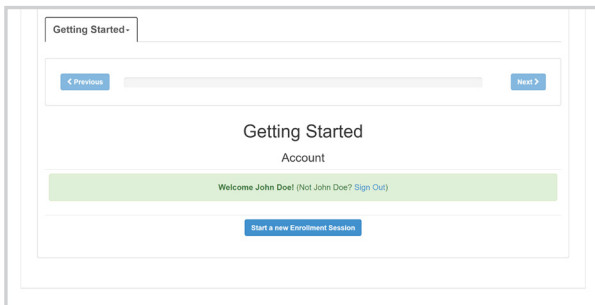 Getting Started
Previous
Next
Getting Started
Account
Welcome John Doe! (Not John Doe? Sign Out)
Start a new Enrollment Session